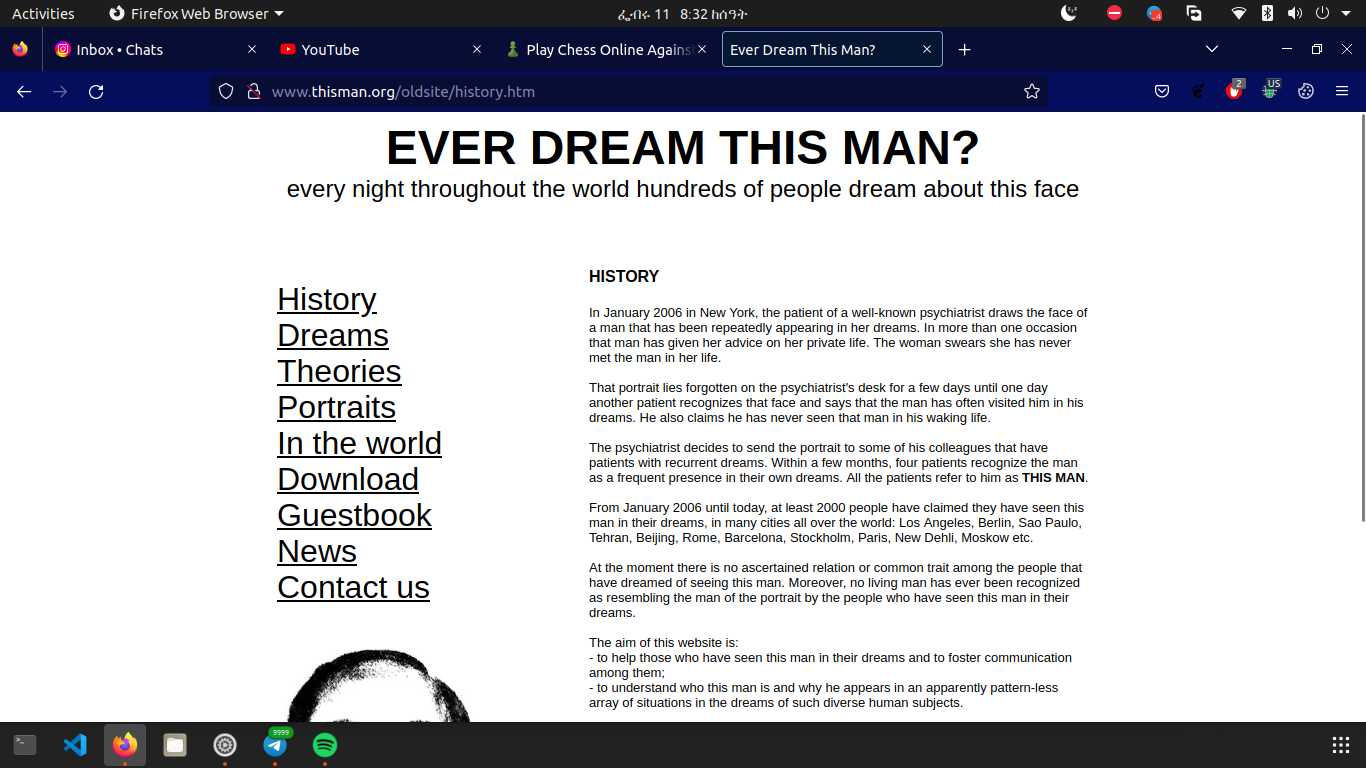 Activities
Firefox Web Browser
ፌብሩ 11 8:32 ከሰዓት
4
Inbox • Chats
YouTube
Play Chess Online Agains
Ever Dream This Man?
www.thisman.org/oldsite/history.htm
2
US
EVER DREAM THIS MAN?
every night throughout the world hundreds of people dream about this face
History
Dreams
Theories
Portraits
In the world
Download
Guestbook
News
Contact us
HISTORY
In January 2006 in New York, the patient of a well-known psychiatrist draws the face of
a man that has been repeatedly appearing in her dreams. In more than one occasion
that man has given her advice on her private life. The woman swears she has never
met the man in her life.
That portrait lies forgotten on the psychiatrist's desk for a few days until one day
another patient recognizes that face and says that the man has often visited him in his
dreams. He also claims he has never seen that man in his waking life.
The psychiatrist decides to send the portrait to some of his colleagues that have
patients with recurrent dreams. Within a few months, four patients recognize the man
as a frequent presence in their own dreams. All the patients refer to him as THIS MAN.
From January 2006 until today, at least 2000 people have claimed they have seen this
man in their dreams, in many cities all over the world: Los Angeles, Berlin, Sao Paulo,
Tehran, Beijing, Rome, Barcelona, Stockholm, Paris, New Dehli, Moskow etc.
At the moment there is no ascertained relation or common trait among the people that
have dreamed of seeing this man. Moreover, no living man has ever been recognized
as resembling the man of the portrait by the people who have seen this man in their
dreams.
The aim of this website is:
- to help those who have seen this man in their dreams and to foster communication
among them;
- to understand who this man is and why he appears in an apparently pattern-less
array of situations in the dreams of such diverse human subjects.
9999